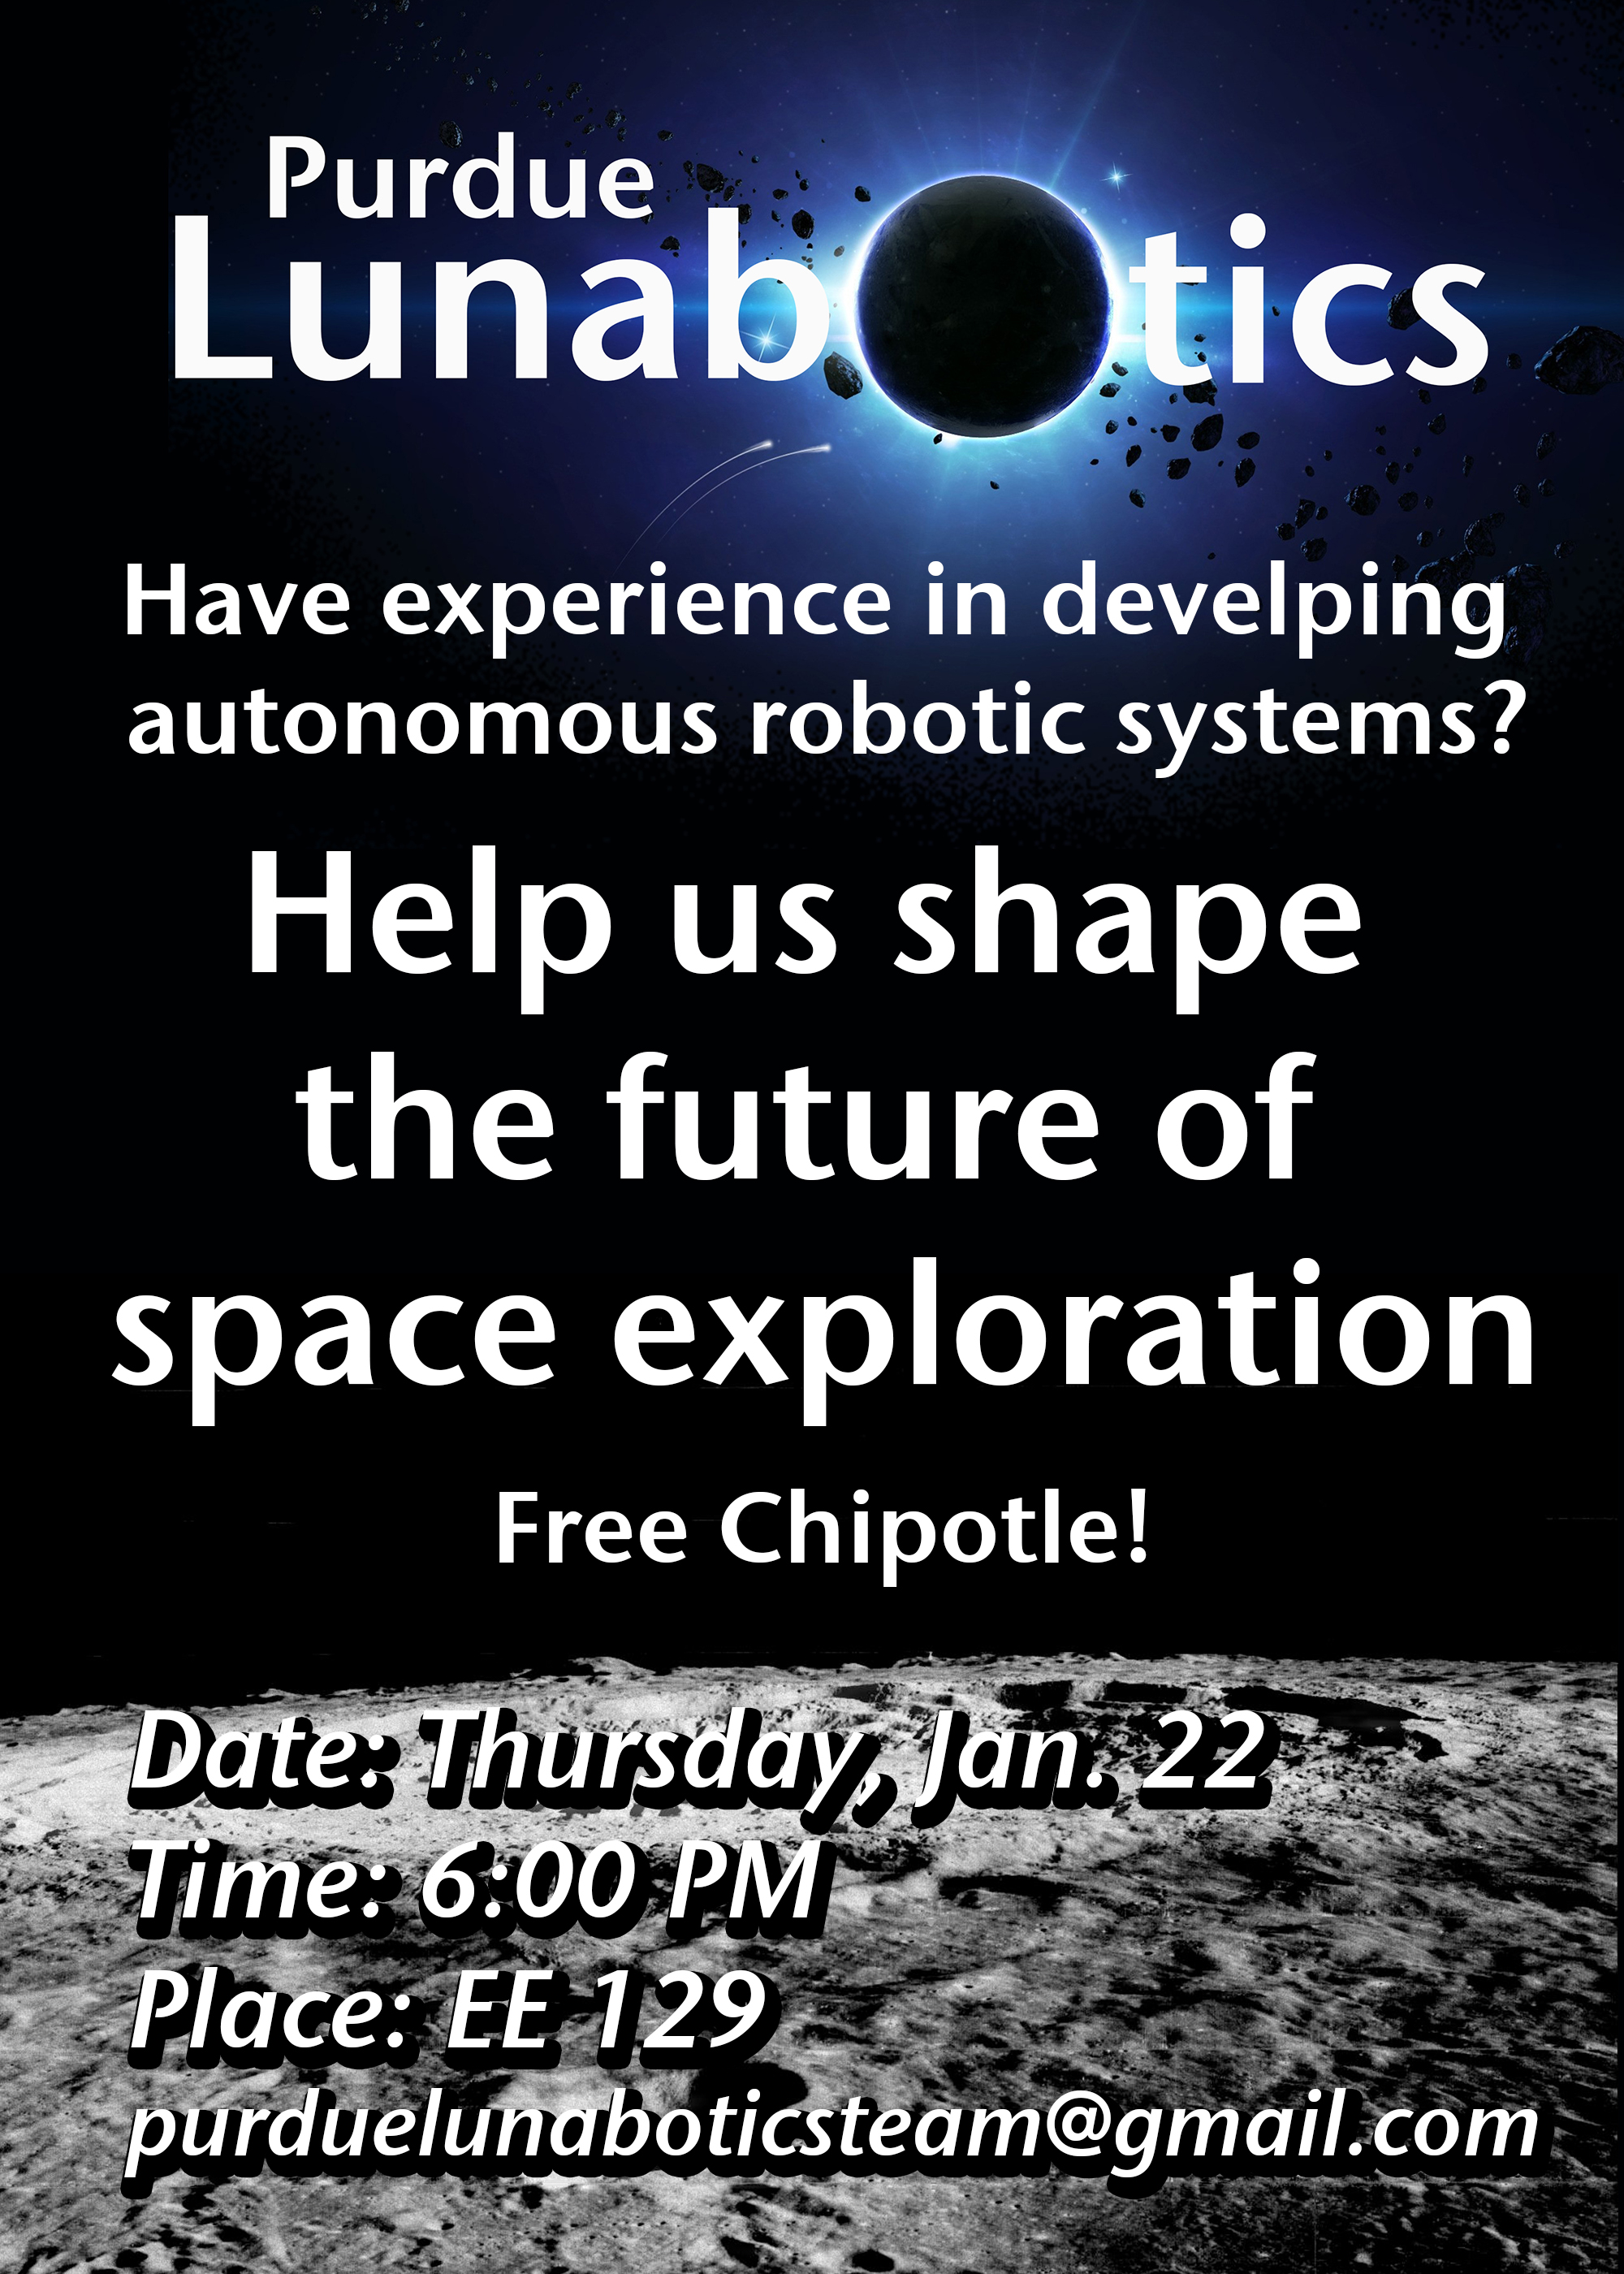 Purdue
Lunabotics
Have experience in develping
autonomous robotic systems?
Help us shape
the future of
space exploration
Free Chipotle!
Date: Thursday, Jan. 22
Time: 6:00 PM
Place: EE 129
purduelunaboticsteam@gmail.com